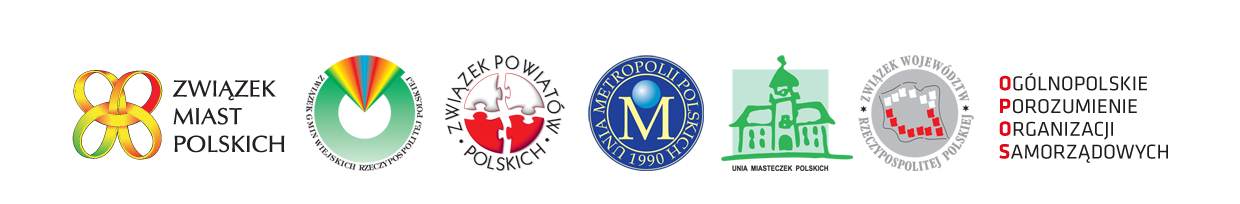 ZWIĄZEK
MIAST
POLSKICH
ZWIĄZEK GMIN WIEJSKICH RZECZYPOSPOLITEJ POLSKIEJ
ZWIĄZEK POWIATÓW
POLSKICH
UNIA METROPOLII POLSKICH
1990
M
UNIA MIASTECZEK POLSKICH
ZWIĄZEK WOJEWÓDZTW
RZECZYPOSPOLITEJ POLSKIEJ
OGÓLNOPOLSKIE
POROZUMIENIE
ORGANIZACJI
SAMORZĄDOWYCH